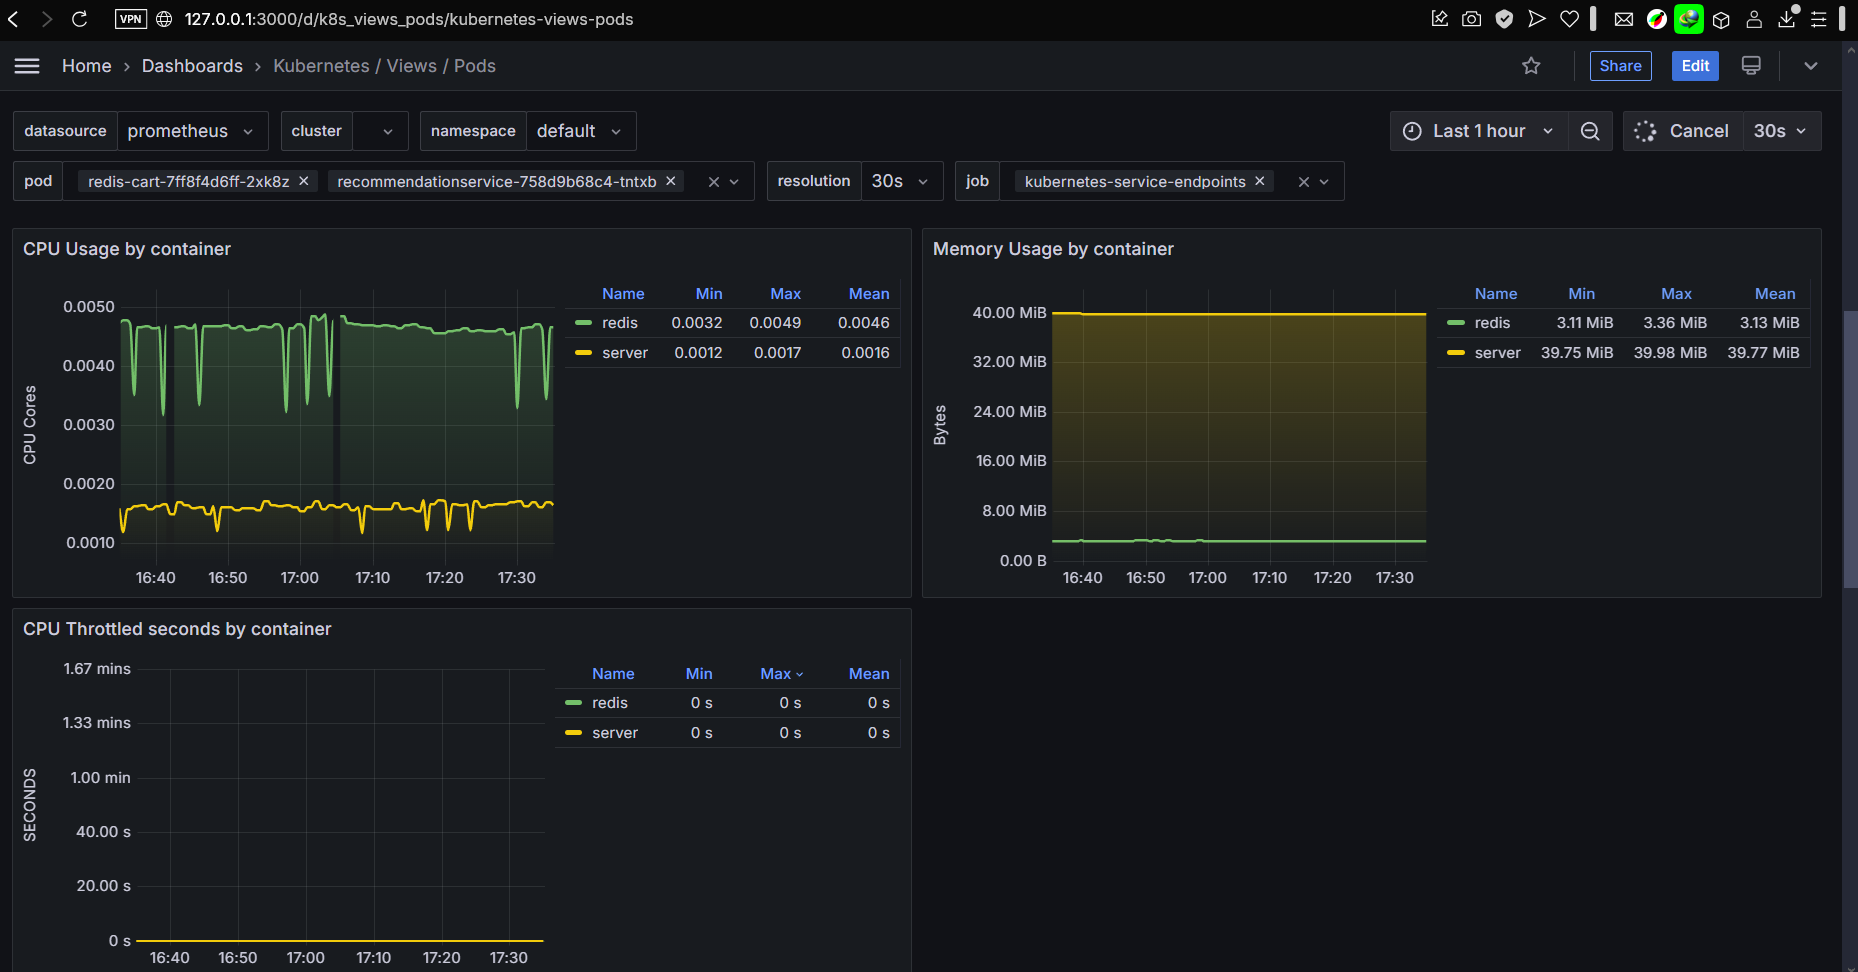 VPN 127.0.0.1:3000/d/k8s_views_pods/kubernetes-views-pods
Home › Dashboards › Kubernetes / Views / Pods Share Edit
datasource prometheus cluster namespace default Last 1 hour Cancel 30s
pod redis-cart-7ff8f4d6ff-2xk8z recommendationservice-758d9b68c4-tntxb resolution 30s job kubernetes-service-endpoints
CPU Usage by container
CPU Cores
0.0050
0.0040
0.0030
0.0020
0.0010
16:40 16:50 17:00 17:10 17:20 17:30
Name Min Max Mean
redis 0.0032 0.0049 0.0046
server 0.0012 0.0017 0.0016
Memory Usage by container
Bytes
40.00 MiB
32.00 MiB
24.00 MiB
16.00 MiB
8.00 MiB
0.00 B
16:40 16:50 17:00 17:10 17:20 17:30
Name Min Max Mean
redis 3.11 MiB 3.36 MiB 3.13 MiB
server 39.75 MiB 39.98 MiB 39.77 MiB
CPU Throttled seconds by container
SECONDS
1.67 mins
1.33 mins
1.00 min
40.00 s
20.00 s
0 s
16:40 16:50 17:00 17:10 17:20 17:30
Name Min Max Mean
redis 0 s 0 s 0 s
server 0 s 0 s 0 s